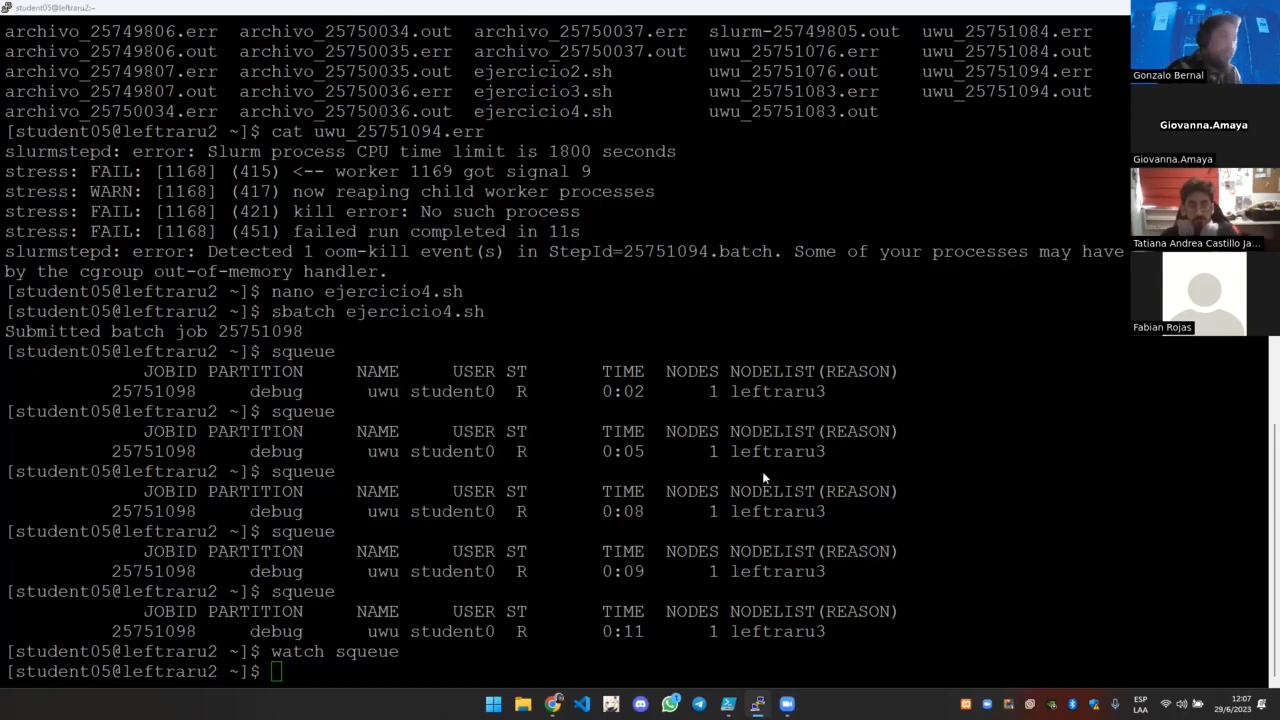 student05@leftraru2:~
archivo_25749806.err archivo_25750034.out archivo_25750037.err slurm-25749805.out uwu_25751084.err
archivo_25749806.out archivo_25750035.err archivo_25750037.out uwu_25751076.err uwu_25751084.out
archivo_25749807.err archivo_25750035.out ejercicio2.sh uwu_25751076.out uwu_25751094.err
archivo_25749807.out archivo_25750036.err ejercicio3.sh uwu_25751083.err uwu_25751094.out
archivo_25750034.err archivo_25750036.out ejercicio4.sh uwu_25751083.out
[student05@leftraru2 ~]$ cat uwu_25751094.err
slurmstepd: error: Slurm process CPU time limit is 1800 seconds
stress: FAIL: [1168] (415) <-- worker 1169 got signal 9
stress: WARN: [1168] (417) now reaping child worker processes
stress: FAIL: [1168] (421) kill error: No such process
stress: FAIL: [1168] (451) failed run completed in 11s
slurmstepd: error: Detected 1 oom-kill event(s) in StepId=25751094.batch. Some of your processes may have
by the cgroup out-of-memory handler.
[student05@leftraru2 ~]$ nano ejercicio4.sh
[student05@leftraru2 ~]$ sbatch ejercicio4.sh
Submitted batch job 25751098
[student05@leftraru2 ~]$ squeue
JOBID PARTITION NAME USER ST TIME NODES NODELIST(REASON)
25751098 debug uwu student0 R 0:02 1 leftraru3
[student05@leftraru2 ~]$ squeue
JOBID PARTITION NAME USER ST TIME NODES NODELIST(REASON)
25751098 debug uwu student0 R 0:05 1 leftraru3
[student05@leftraru2 ~]$ squeue
JOBID PARTITION NAME USER ST TIME NODES NODELIST(REASON)
25751098 debug uwu student0 R 0:08 1 leftraru3
[student05@leftraru2 ~]$ squeue
JOBID PARTITION NAME USER ST TIME NODES NODELIST(REASON)
25751098 debug uwu student0 R 0:09 1 leftraru3
[student05@leftraru2 ~]$ squeue
JOBID PARTITION NAME USER ST TIME NODES NODELIST(REASON)
25751098 debug uwu student0 R 0:11 1 leftraru3
[student05@leftraru2 ~]$ watch squeue
[student05@leftraru2 ~]$
Gonzalo Bernal
Giovanna.Amaya
Giovanna.Amaya
Tatiana Andrea Castillo Ja...
Fabian Rojas
ESP
LAA
12:07
29/6/2023